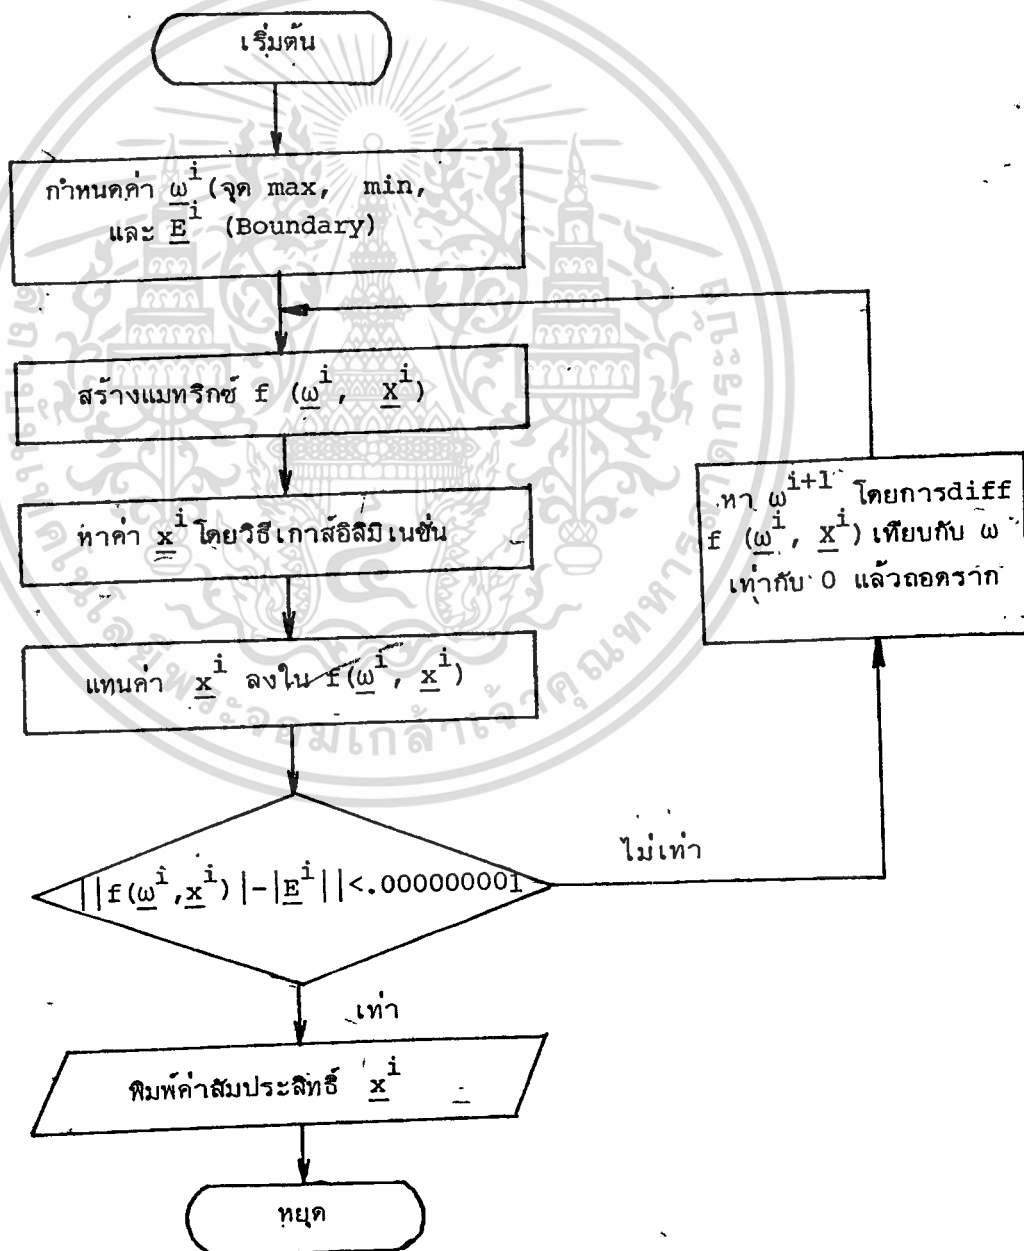 เริ่มต้น
กำหนดค่า ω^i (จุด max, min,
และ E^i (Boundary)
สร้างแมทริกซ์ f (ω^i, X^i)
หาค่า x^i โดยวิธีเกาส์อิลิมิเนชั่น
แทนค่า x^i ลงใน f(ω^i, x^i)
||f(ω^i,x^i)|-|E^i||<.000000001
ไม่เท่า
หา ω^{i+1} โดยการdiff
f (ω^i, X^i) เทียบกับ ω
เท่ากับ 0 แล้วถอดราก
เท่า
พิมพ์ค่าสัมประสิทธิ์ x^i
หยุด